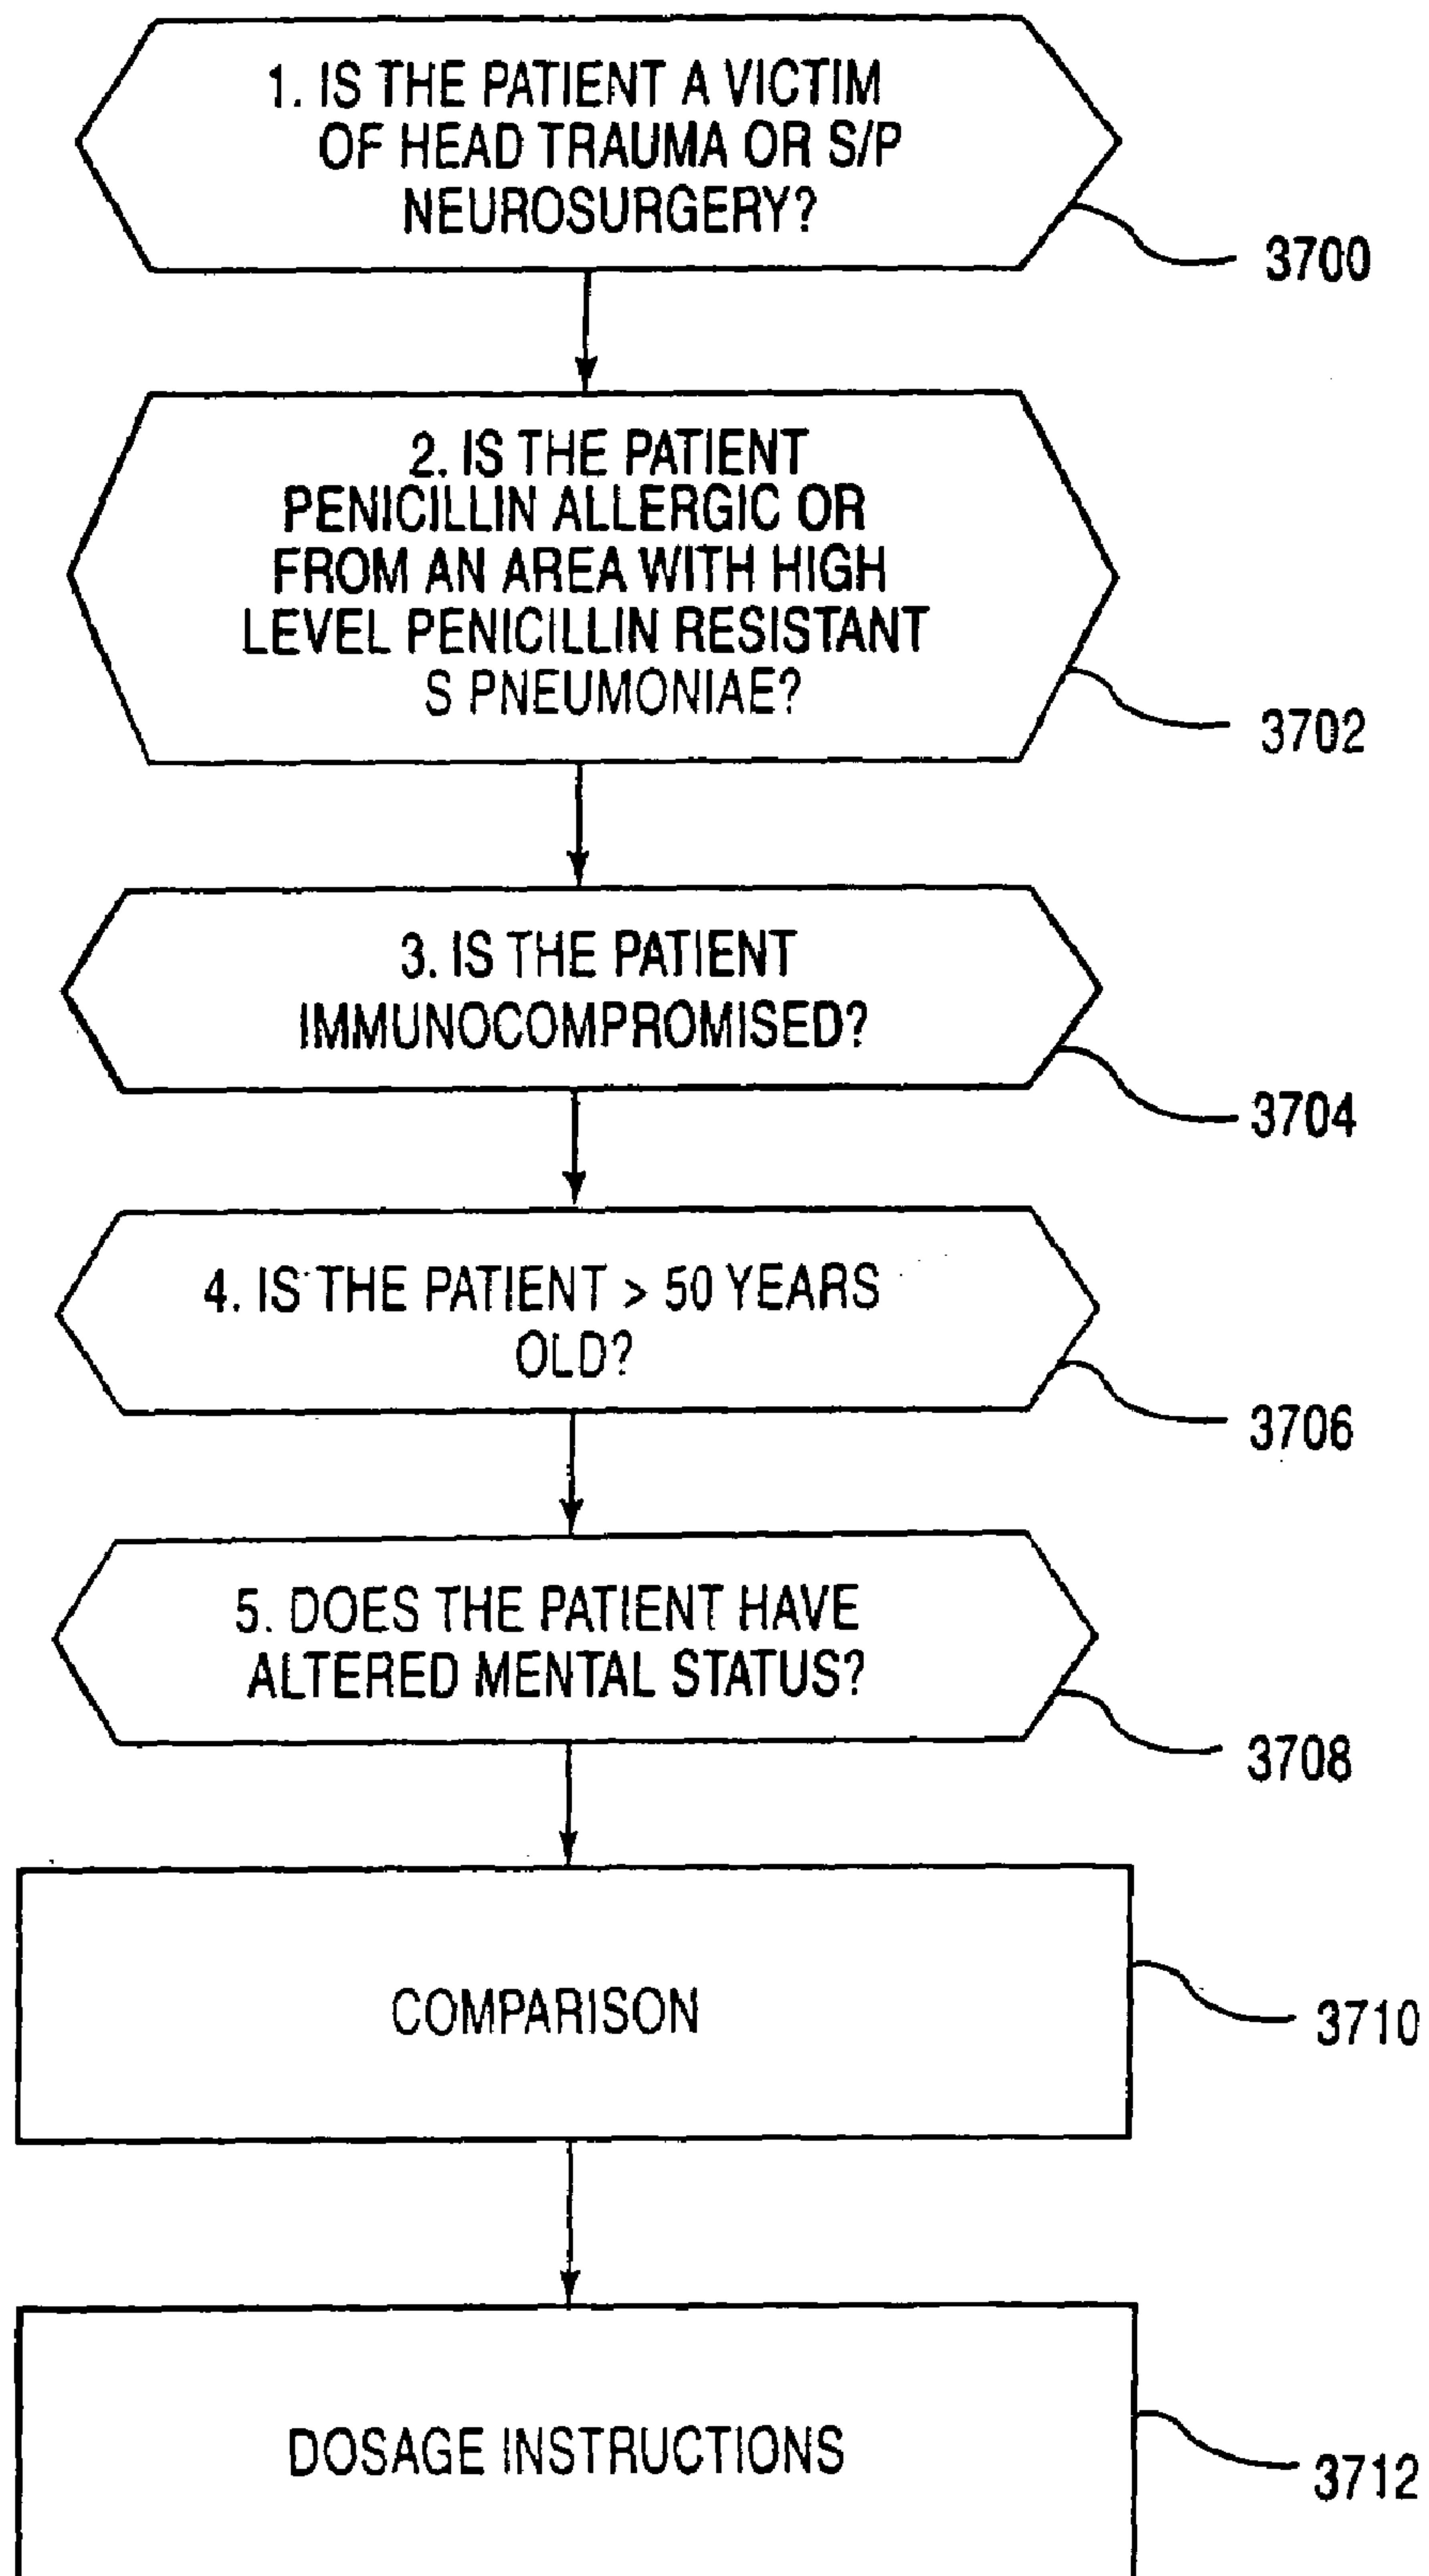 1. IS THE PATIENT A VICTIM
OF HEAD TRAUMA OR S/P
NEUROSURGERY?
3700
2. IS THE PATIENT
PENICILLIN ALLERGIC OR
FROM AN AREA WITH HIGH
LEVEL PENICILLIN RESISTANT
S PNEUMONIAE?
3702
3. IS THE PATIENT
IMMUNOCOMPROMISED?
3704
4. IS THE PATIENT > 50 YEARS
OLD?
3706
5. DOES THE PATIENT HAVE
ALTERED MENTAL STATUS?
3708
COMPARISON
3710
DOSAGE INSTRUCTIONS
3712